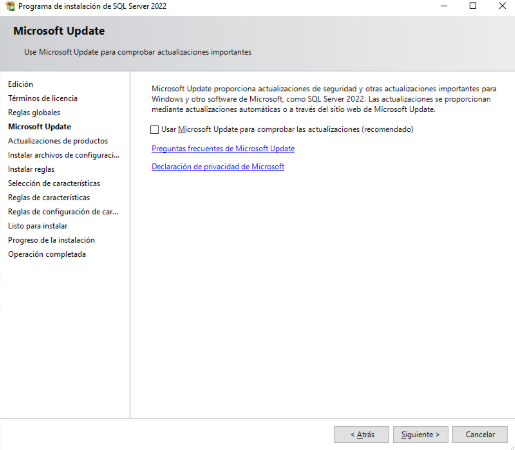 Programa de instalación de SQL Server 2022
Microsoft Update
Use Microsoft Update para comprobar actualizaciones importantes
Edición
Términos de licencia
Reglas globales
Microsoft Update
Actualizaciones de productos
Instalar archivos de configuraci...
Instalar reglas
Selección de características
Reglas de características
Reglas de configuración de car...
Listo para instalar
Progreso de la instalación
Operación completada
Microsoft Update proporciona actualizaciones de seguridad y otras actualizaciones importantes para
Windows y otro software de Microsoft, como SQL Server 2022. Las actualizaciones se proporcionan
mediante actualizaciones automáticas o a través del sitio web de Microsoft Update.
Usar Microsoft Update para comprobar las actualizaciones (recomendado)
Preguntas frecuentes de Microsoft Update
Declaración de privacidad de Microsoft
< Atrás
Siguiente >
Cancelar